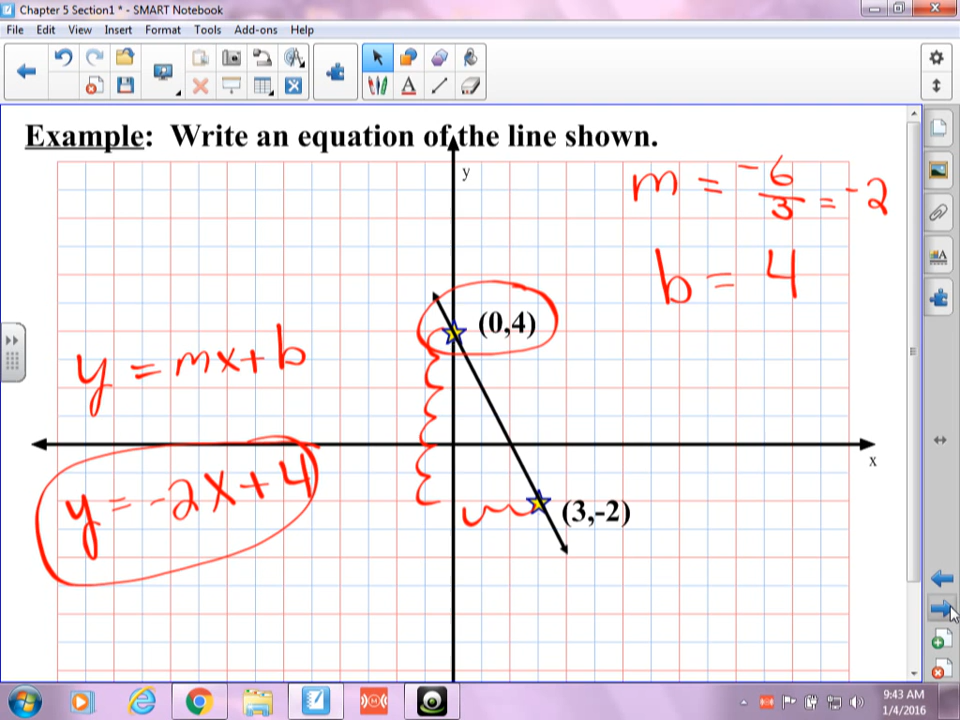 Chapter 5 Section1 * - SMART Notebook
File Edit View Insert Format Tools Add-ons Help
Example: Write an equation of the line shown.
y
m = -6/3 = -2
b = 4
(0,4)
y = mx+b
x
y = -2x+4
(3,-2)
9:43 AM
1/4/2016